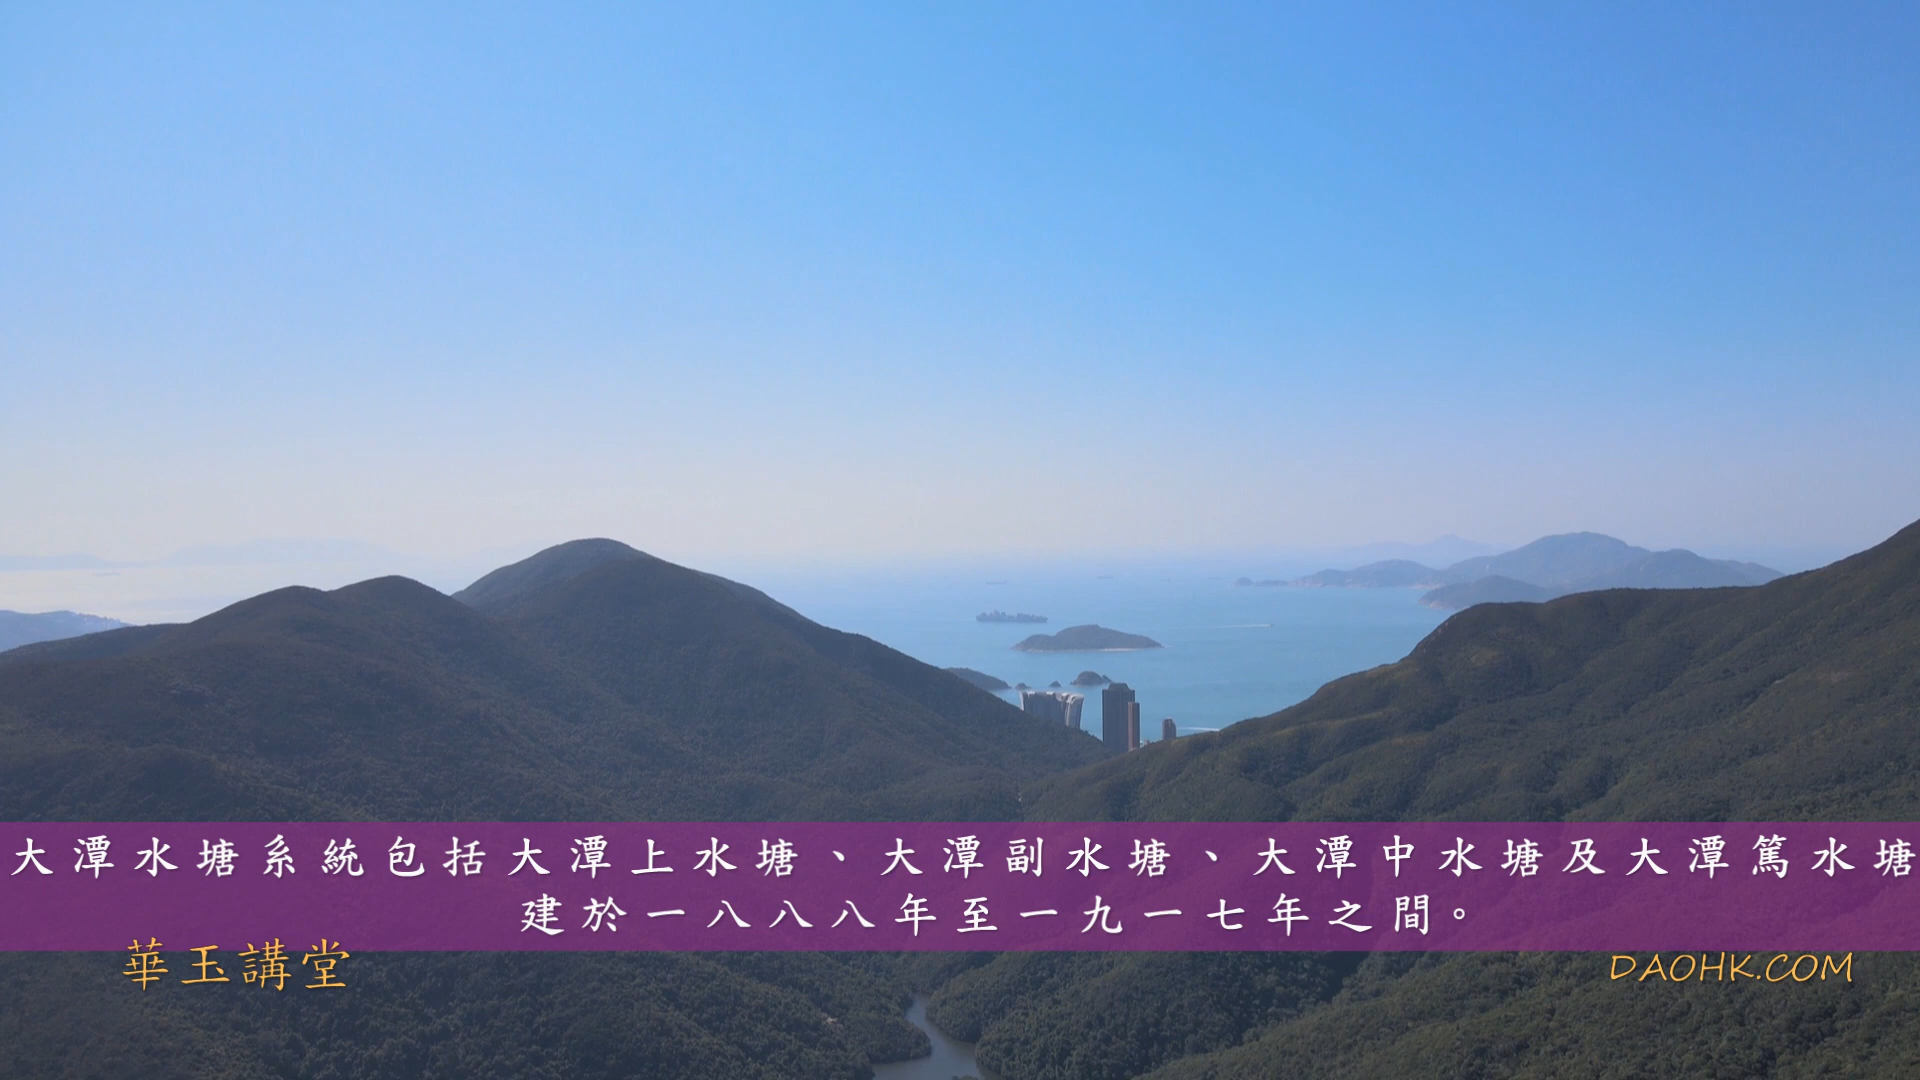 大潭水塘系統包括大潭上水塘、大潭副水塘、大潭中水塘及大潭篤水塘
建於一八八八年至一九一七年之間。
華玉講堂
DAOHK.COM